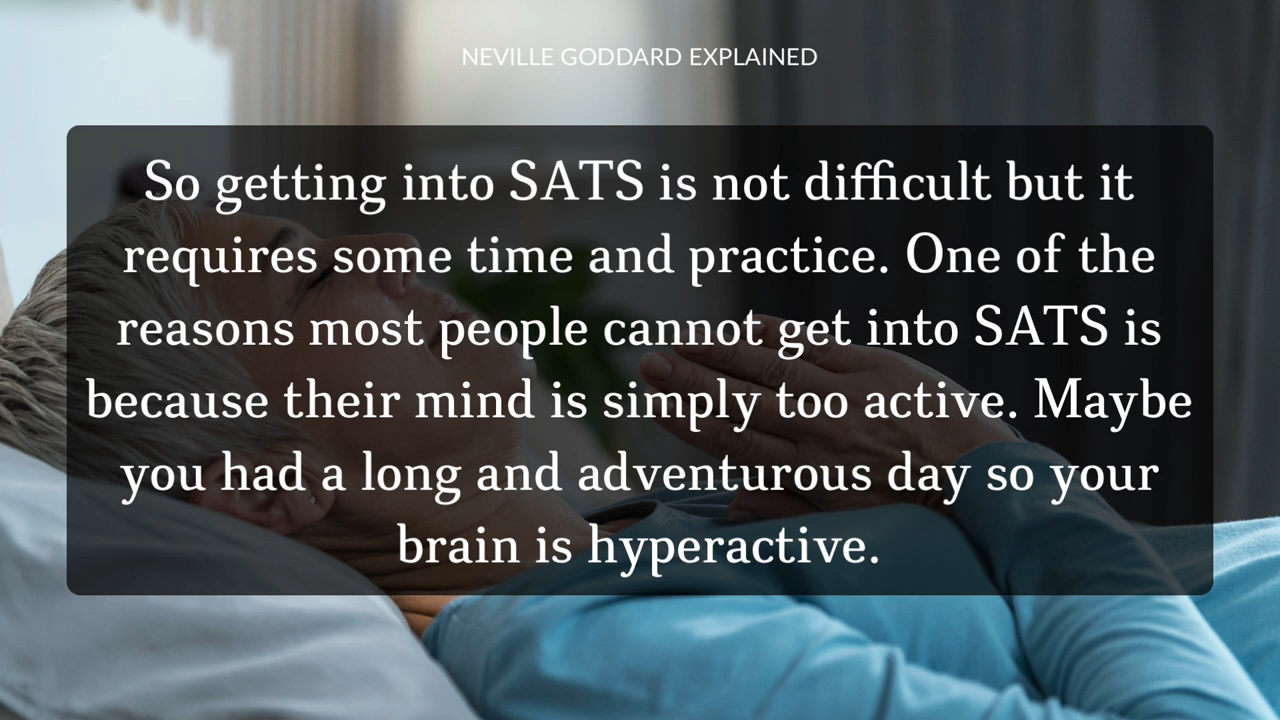 NEVILLE GODDARD EXPLAINED
So getting into SATS is not difficult but it
requires some time and practice. One of the
reasons most people cannot get into SATS is
because their mind is simply too active. Maybe
you had a long and adventurous day so your
brain is hyperactive.